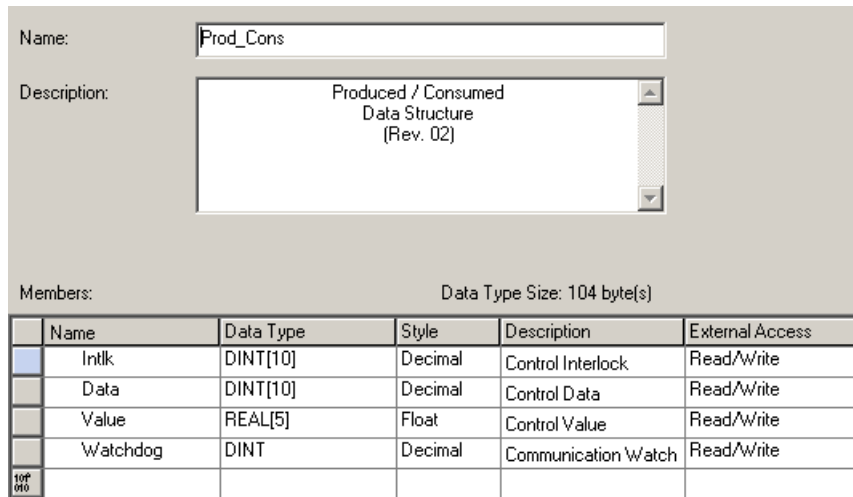 Name: Prod_Cons
Description: Produced / Consumed
Data Structure
(Rev. 02)
Members: Data Type Size: 104 byte(s)
Name Data Type Style Description External Access
Intlk DINT[10] Decimal Control Interlock Read/Write
Data DINT[10] Decimal Control Data Read/Write
Value REAL[5] Float Control Value Read/Write
Watchdog DINT Decimal Communication Watch Read/Write